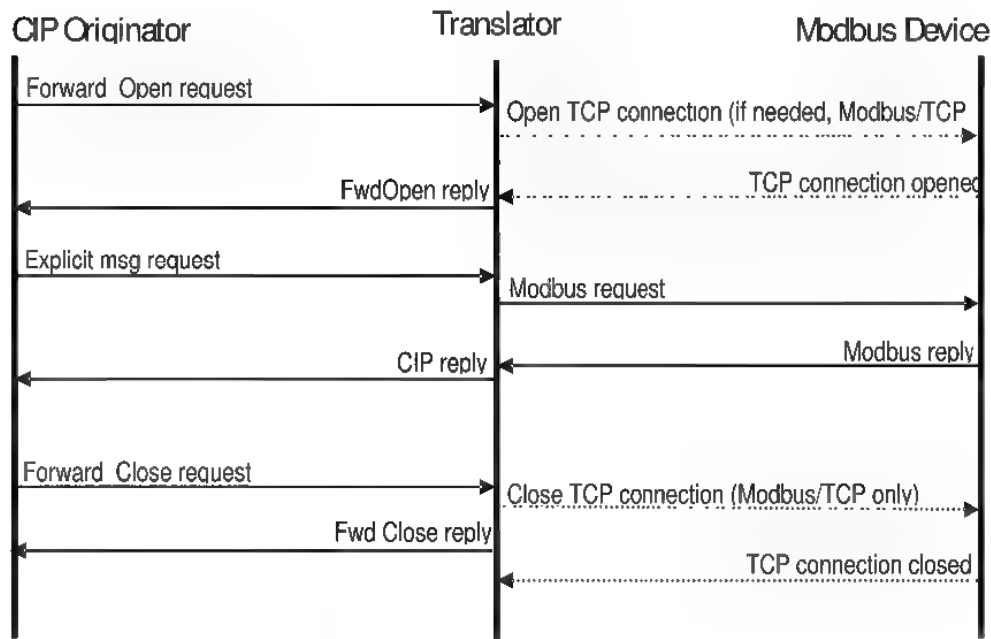 CIP Originator
Translator
Modbus Device
Forward Open request
Open TCP connection (if needed, Modbus/TCP
TCP connection opened
FwdOpen reply
Explicit msg request
Modbus request
Modbus reply
CIP reply
Forward Close request
Close TCP connection (Modbus/TCP only)
Fwd Close reply
TCP connection closed